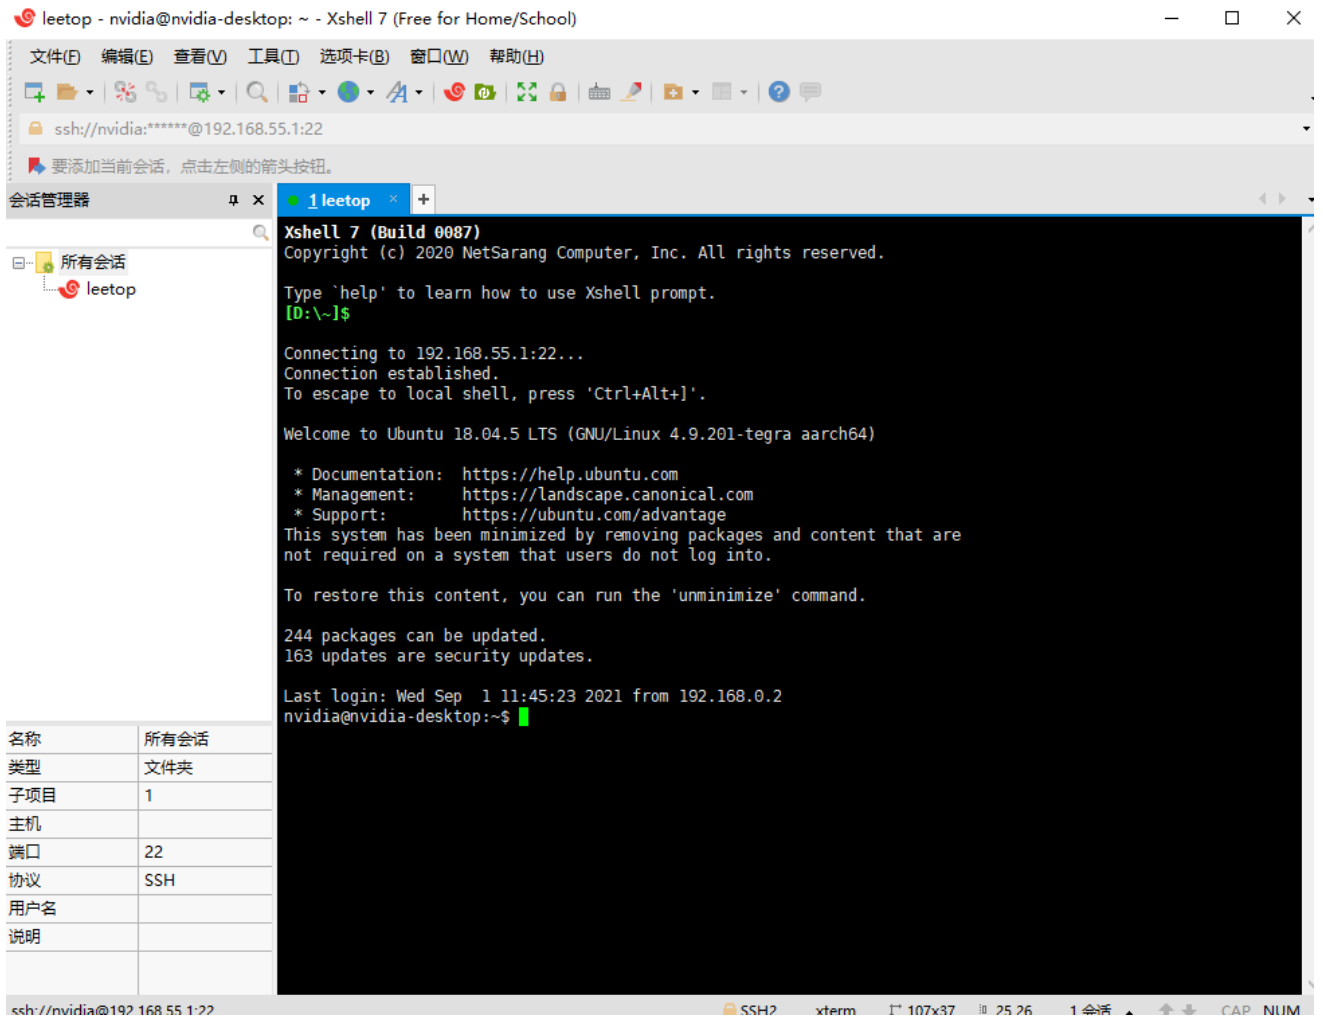 leetop - nvidia@nvidia-desktop: ~ - Xshell 7 (Free for Home/School)
文件(F) 编辑(E) 查看(V) 工具(T) 选项卡(B) 窗口(W) 帮助(H)
ssh://nvidia:******@192.168.55.1:22
要添加当前会话，点击左侧的箭头按钮。
会话管理器
1 leetop
所有会话
leetop
Xshell 7 (Build 0087)
Copyright (c) 2020 NetSarang Computer, Inc. All rights reserved.
Type `help' to learn how to use Xshell prompt.
[D:\~]$
Connecting to 192.168.55.1:22...
Connection established.
To escape to local shell, press 'Ctrl+Alt+]'.
Welcome to Ubuntu 18.04.5 LTS (GNU/Linux 4.9.201-tegra aarch64)
* Documentation:  https://help.ubuntu.com
* Management:     https://landscape.canonical.com
* Support:        https://ubuntu.com/advantage
This system has been minimized by removing packages and content that are
not required on a system that users do not log into.
To restore this content, you can run the 'unminimize' command.
244 packages can be updated.
163 updates are security updates.
Last login: Wed Sep  1 11:45:23 2021 from 192.168.0.2
nvidia@nvidia-desktop:~$
名称 所有会话
类型 文件夹
子项目 1
主机
端口 22
协议 SSH
用户名
说明
ssh://nvidia@192.168.55.1:22 SSH2 xterm 107x37 25,26 1 会话 CAP NUM